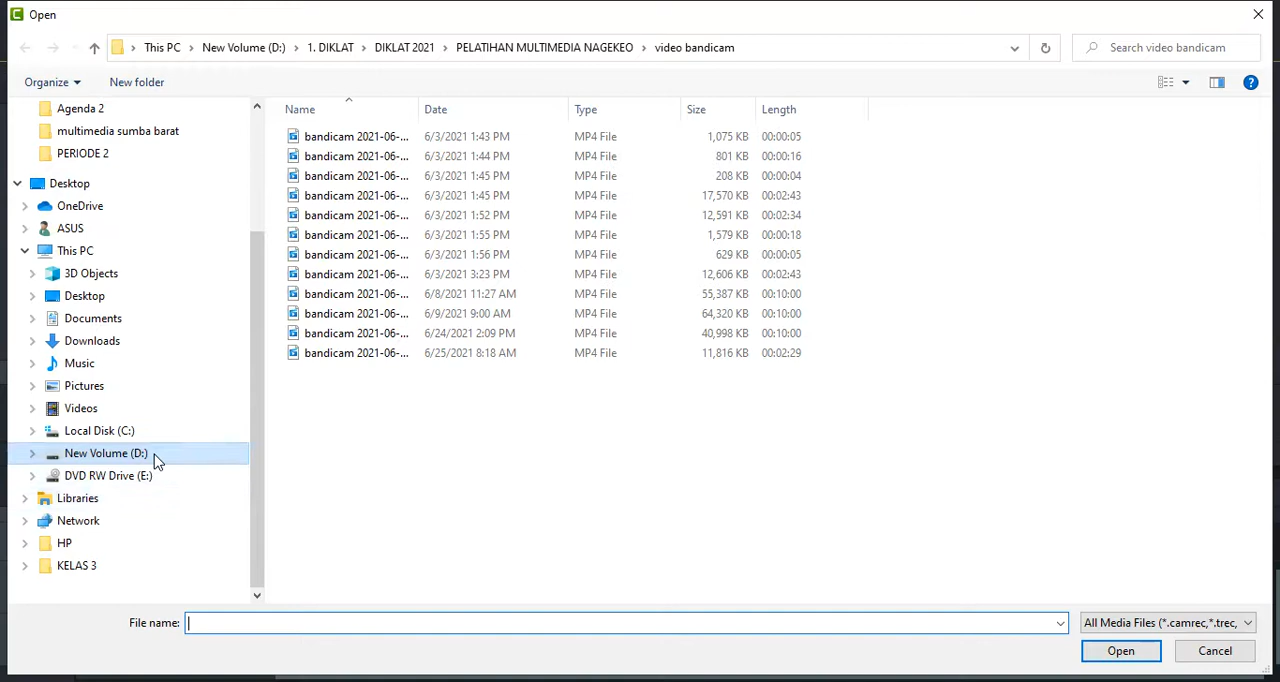 Open
This PC > New Volume (D:) > 1. DIKLAT > DIKLAT 2021 > PELATIHAN MULTIMEDIA NAGEKEO > video bandicam
Search video bandicam
Organize
New folder
Agenda 2
multimedia sumba barat
PERIODE 2
Desktop
OneDrive
ASUS
This PC
3D Objects
Desktop
Documents
Downloads
Music
Pictures
Videos
Local Disk (C:)
New Volume (D:)
DVD RW Drive (E:)
Libraries
Network
HP
KELAS 3
Name Date Type Size Length
bandicam 2021-06-... 6/3/2021 1:43 PM MP4 File 1,075 KB 00:00:05
bandicam 2021-06-... 6/3/2021 1:44 PM MP4 File 801 KB 00:00:16
bandicam 2021-06-... 6/3/2021 1:45 PM MP4 File 208 KB 00:00:04
bandicam 2021-06-... 6/3/2021 1:45 PM MP4 File 17,570 KB 00:02:43
bandicam 2021-06-... 6/3/2021 1:52 PM MP4 File 12,591 KB 00:02:34
bandicam 2021-06-... 6/3/2021 1:55 PM MP4 File 1,579 KB 00:00:18
bandicam 2021-06-... 6/3/2021 1:56 PM MP4 File 629 KB 00:00:05
bandicam 2021-06-... 6/3/2021 3:23 PM MP4 File 12,606 KB 00:02:43
bandicam 2021-06-... 6/8/2021 11:27 AM MP4 File 55,387 KB 00:10:00
bandicam 2021-06-... 6/9/2021 9:00 AM MP4 File 64,320 KB 00:10:00
bandicam 2021-06-... 6/24/2021 2:09 PM MP4 File 40,998 KB 00:10:00
bandicam 2021-06-... 6/25/2021 8:18 AM MP4 File 11,816 KB 00:02:29
File name:
All Media Files (*.camrec,*.trec,
Open
Cancel